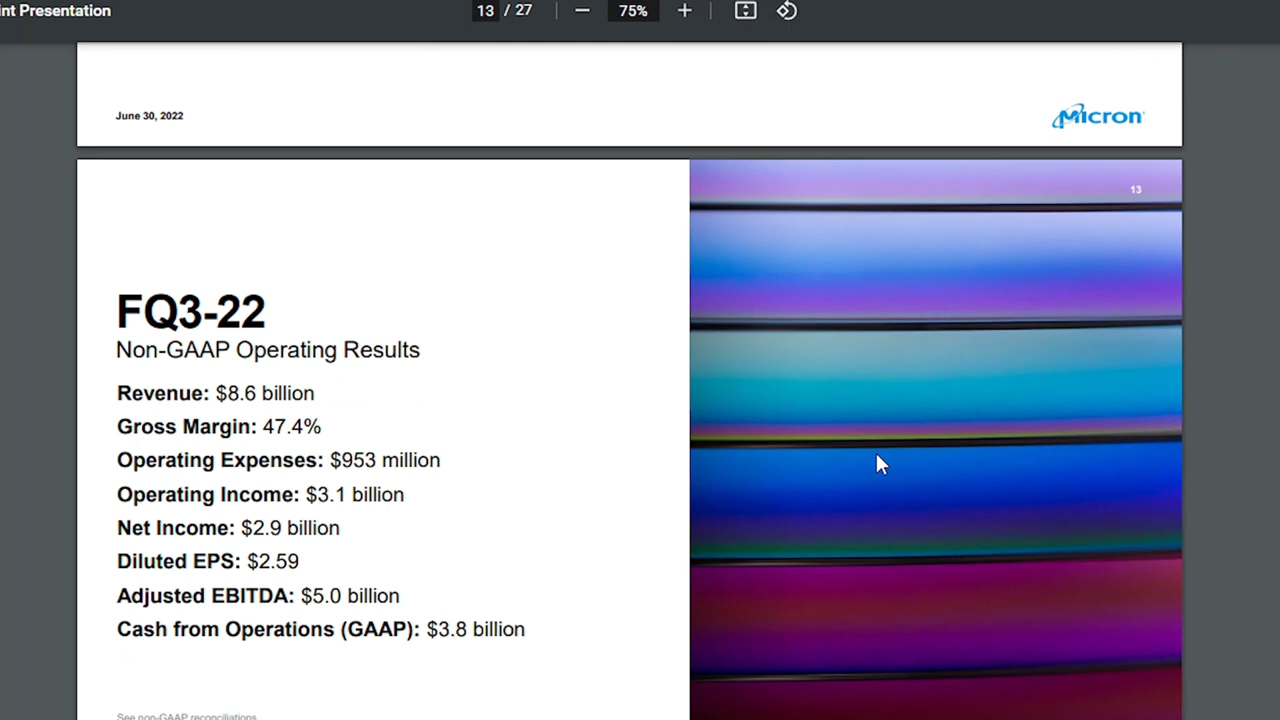 nt Presentation
13 / 27
75%
June 30, 2022
Micron
13
FQ3-22
Non-GAAP Operating Results
Revenue: $8.6 billion
Gross Margin: 47.4%
Operating Expenses: $953 million
Operating Income: $3.1 billion
Net Income: $2.9 billion
Diluted EPS: $2.59
Adjusted EBITDA: $5.0 billion
Cash from Operations (GAAP): $3.8 billion
See non-GAAP reconciliations